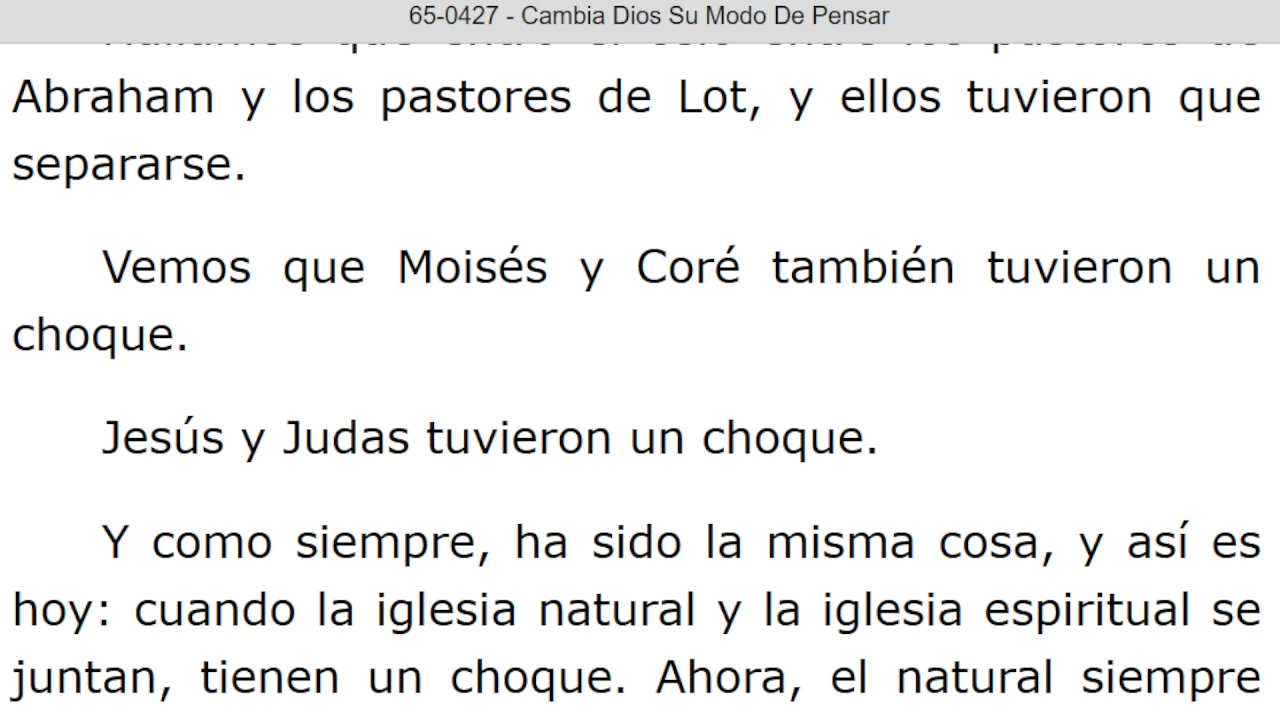 65-0427 - Cambia Dios Su Modo De Pensar
Abraham y los pastores de Lot, y ellos tuvieron que
separarse.
Vemos que Moisés y Coré también tuvieron un
choque.
Jesús y Judas tuvieron un choque.
Y como siempre, ha sido la misma cosa, y así es
hoy: cuando la iglesia natural y la iglesia espiritual se
juntan, tienen un choque. Ahora, el natural siempre